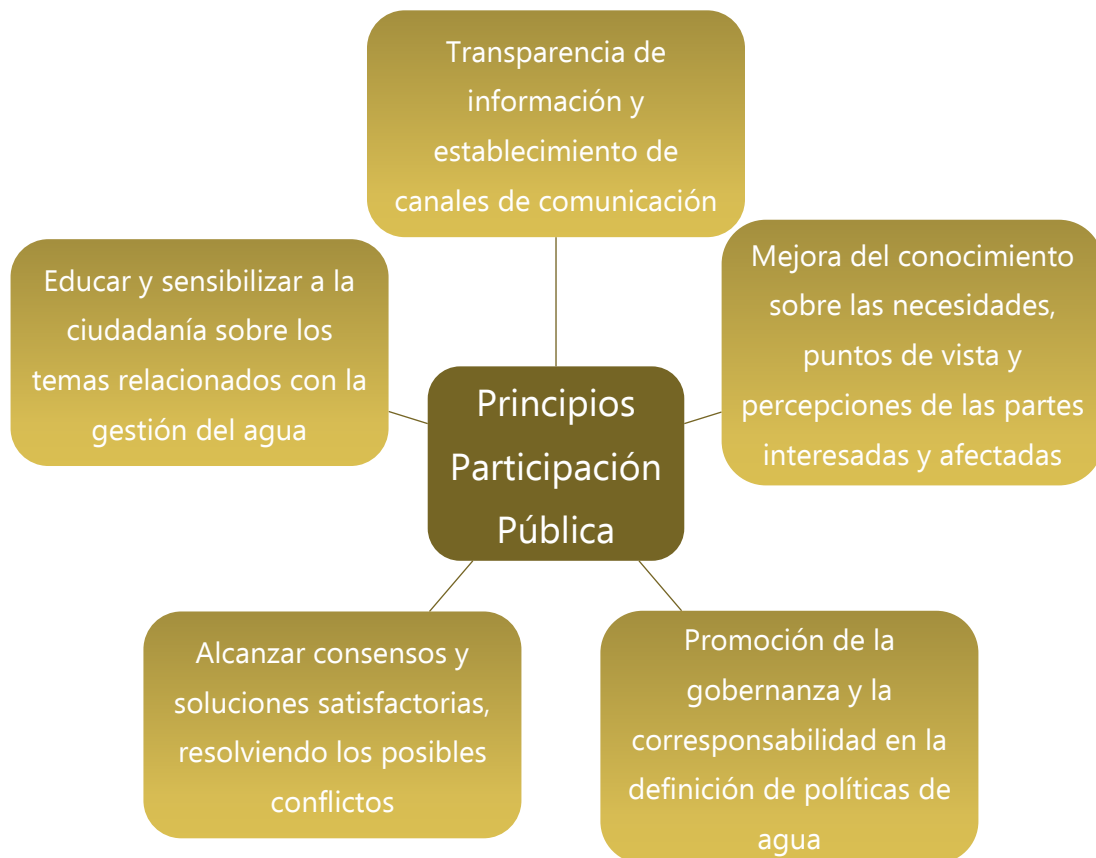 Transparencia de
información y
establecimiento de
canales de comunicación
Mejora del conocimiento
sobre las necesidades,
puntos de vista y
percepciones de las partes
interesadas y afectadas
Promoción de la
gobernanza y la
corresponsabilidad en la
definición de políticas de
agua
Alcanzar consensos y
soluciones satisfactorias,
resolviendo los posibles
conflictos
Educar y sensibilizar a la
ciudadanía sobre los
temas relacionados con la
gestión del agua
Principios
Participación
Pública